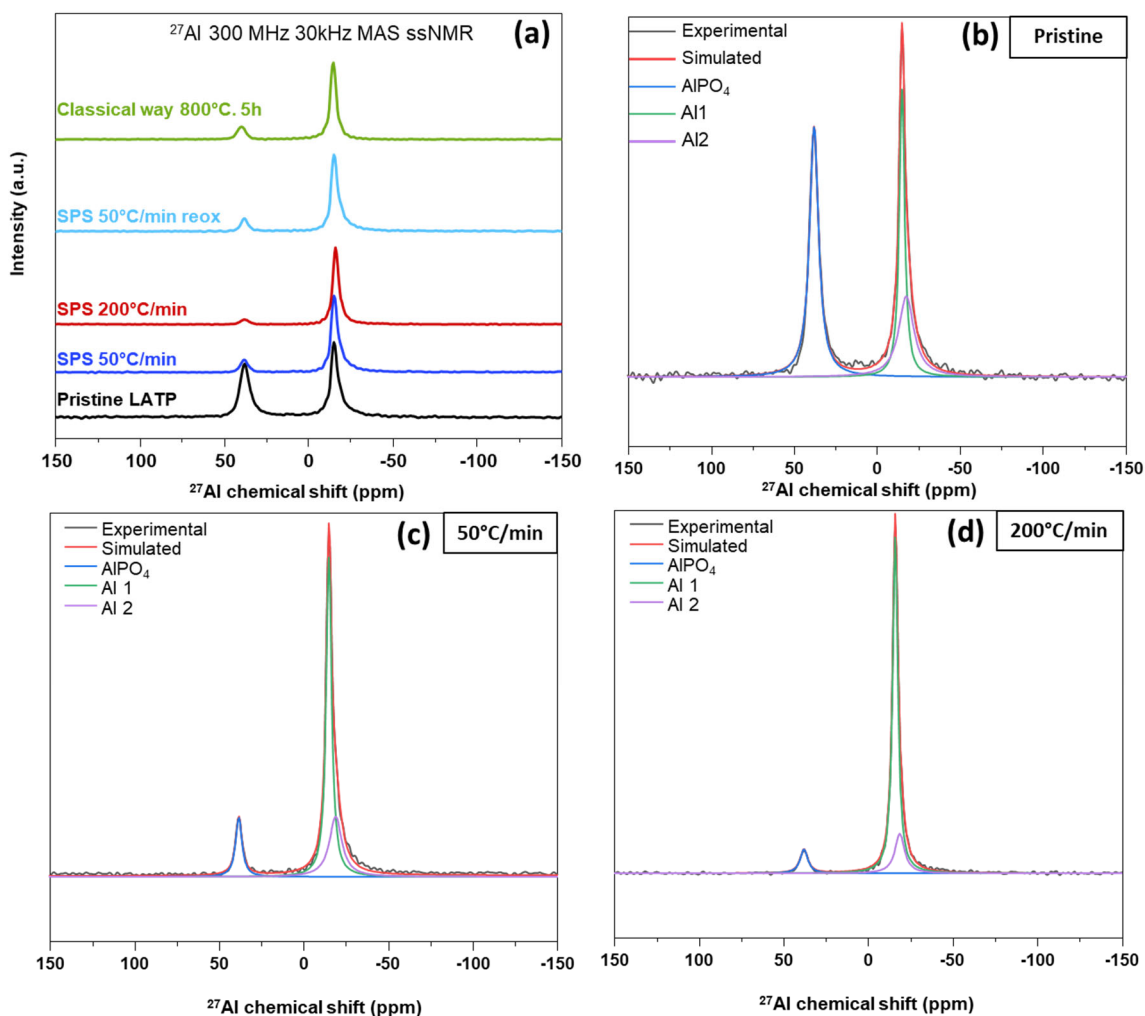 ²⁷Al 300 MHz 30kHz MAS ssNMR
(a)
Classical way 800°C. 5h
SPS 50°C/min reox
SPS 200°C/min
SPS 50°C/min
Pristine LATP
Intensity (a.u.)
150 100 50 0 -50 -100 -150
²⁷Al chemical shift (ppm)
Experimental
Simulated
AlPO₄
Al1
Al2
(b)
Pristine
150 100 50 0 -50 -100 -150
²⁷Al chemical shift (ppm)
Experimental
Simulated
AlPO₄
Al 1
Al 2
(c)
50°C/min
150 100 50 0 -50 -100 -150
²⁷Al chemical shift (ppm)
Experimental
Simulated
AlPO₄
Al 1
Al 2
(d)
200°C/min
150 100 50 0 -50 -100 -150
²⁷Al chemical shift (ppm)